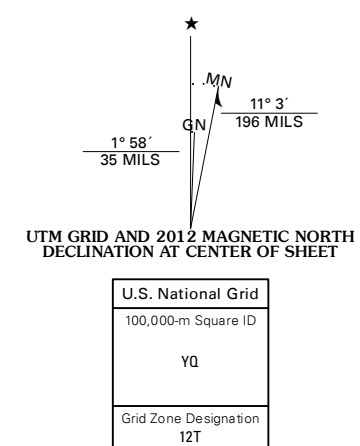 ★
MN
11° 3´
196 MILS
GN
1° 58´
35 MILS
UTM GRID AND 2012 MAGNETIC NORTH
DECLINATION AT CENTER OF SHEET
U.S. National Grid
100,000-m Square ID
YQ
Grid Zone Designation
12T